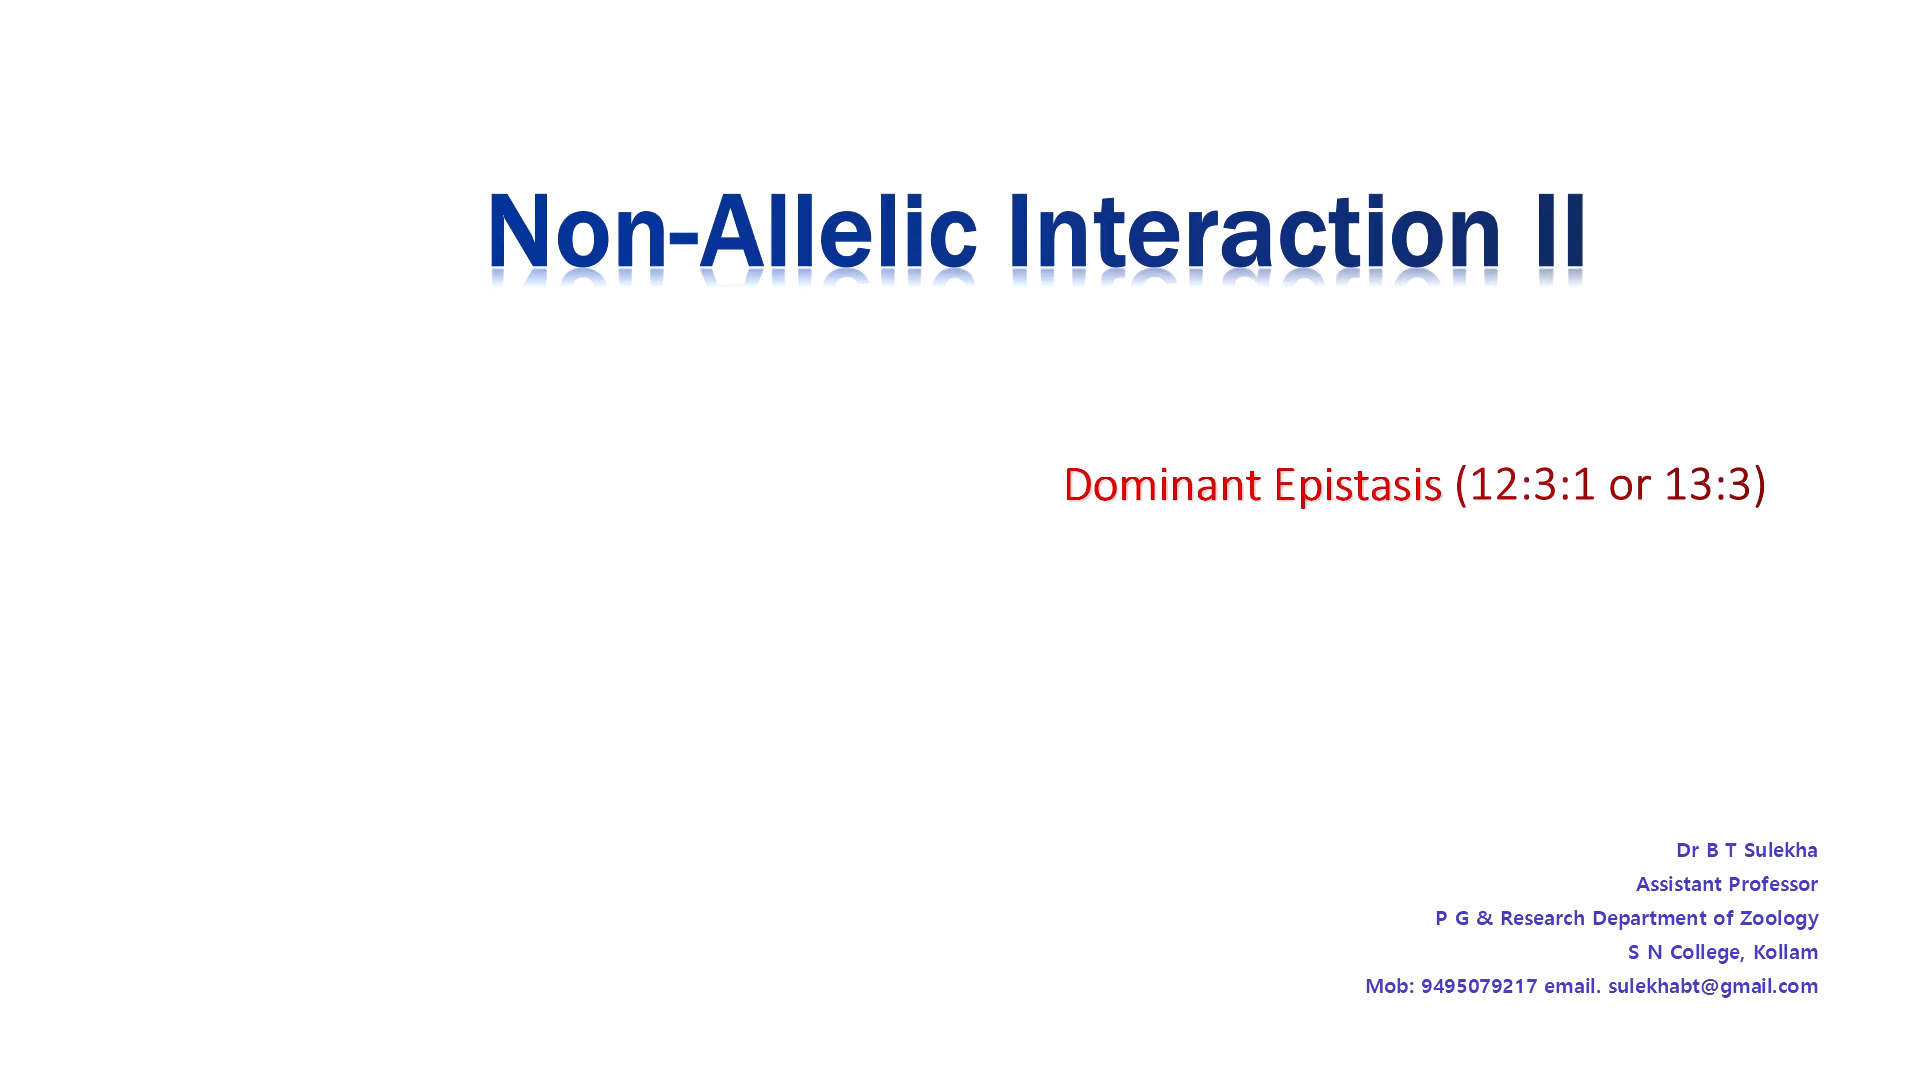 Non-Allelic Interaction II
Dominant Epistasis (12:3:1 or 13:3)
Dr B T Sulekha
Assistant Professor
P G & Research Department of Zoology
S N College, Kollam
Mob: 9495079217 email. sulekhabt@gmail.com